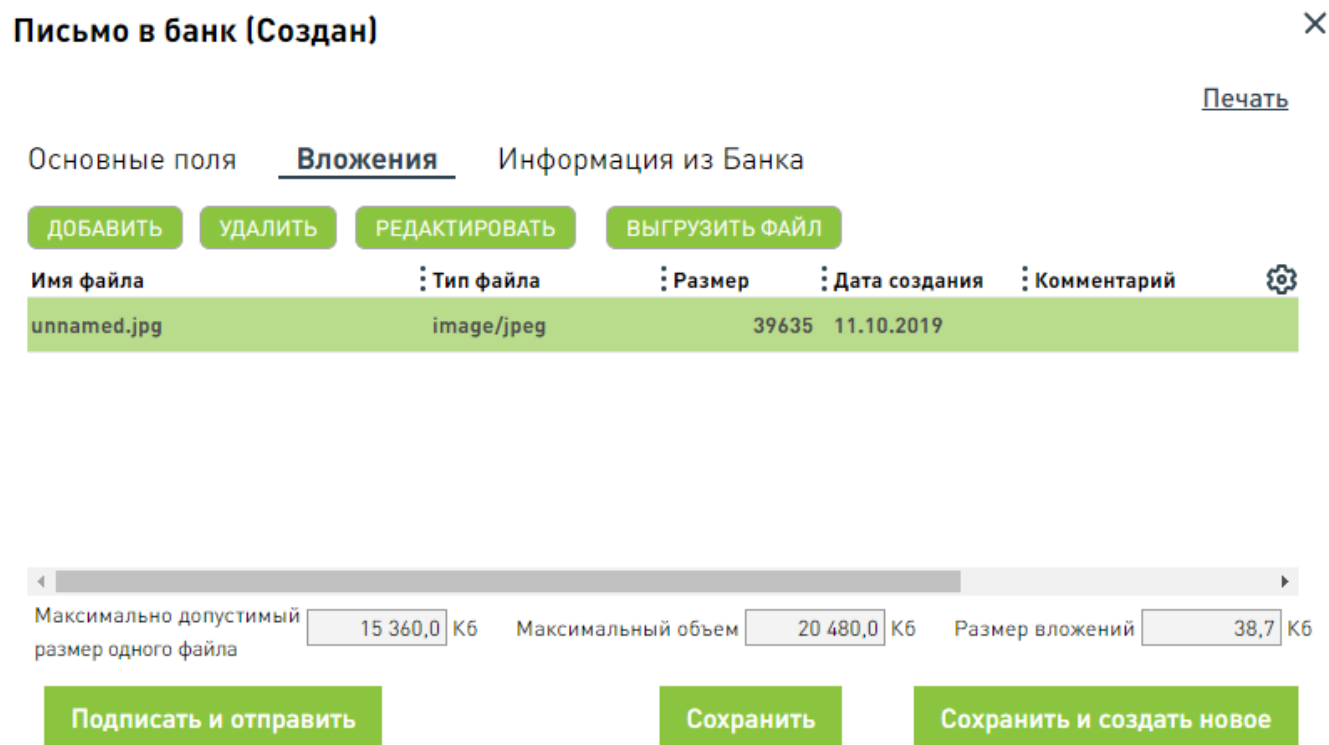 Письмо в банк (Создан)
Печать
Основные поля Вложения Информация из Банка
ДОБАВИТЬ УДАЛИТЬ РЕДАКТИРОВАТЬ ВЫГРУЗИТЬ ФАЙЛ
Имя файла Тип файла Размер Дата создания Комментарий
unnamed.jpg image/jpeg 39635 11.10.2019
Максимально допустимый
размер одного файла 15 360,0 Кб Максимальный объем 20 480,0 Кб Размер вложений 38,7 Кб
Подписать и отправить Сохранить Сохранить и создать новое